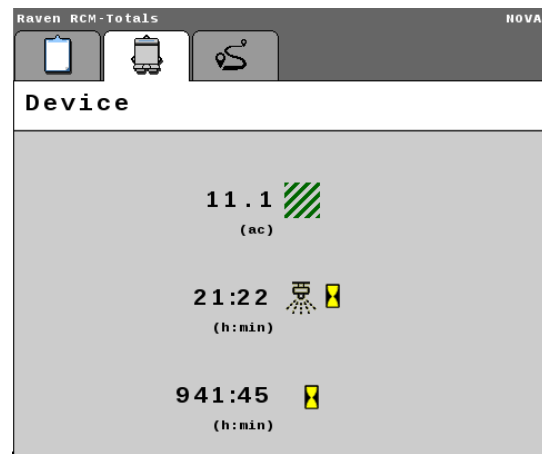 Raven RCM-Totals NOVA
Device
11.1
(ac)
21:22
(h:min)
941:45
(h:min)